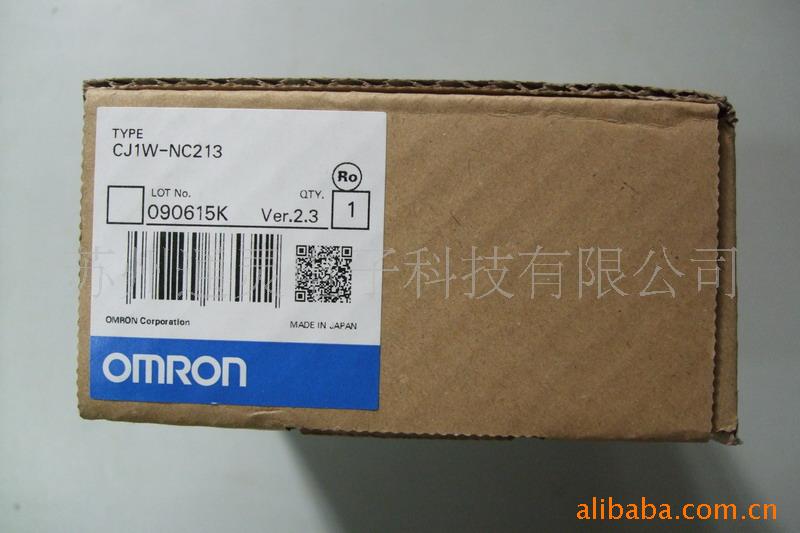 TYPE
CJ1W-NC213
Ro
LOT No. QTY.
090615K Ver.2.3 1
OMRON Corporation MADE IN JAPAN
OMRON
子科技有限公司
alibaba.com.cn